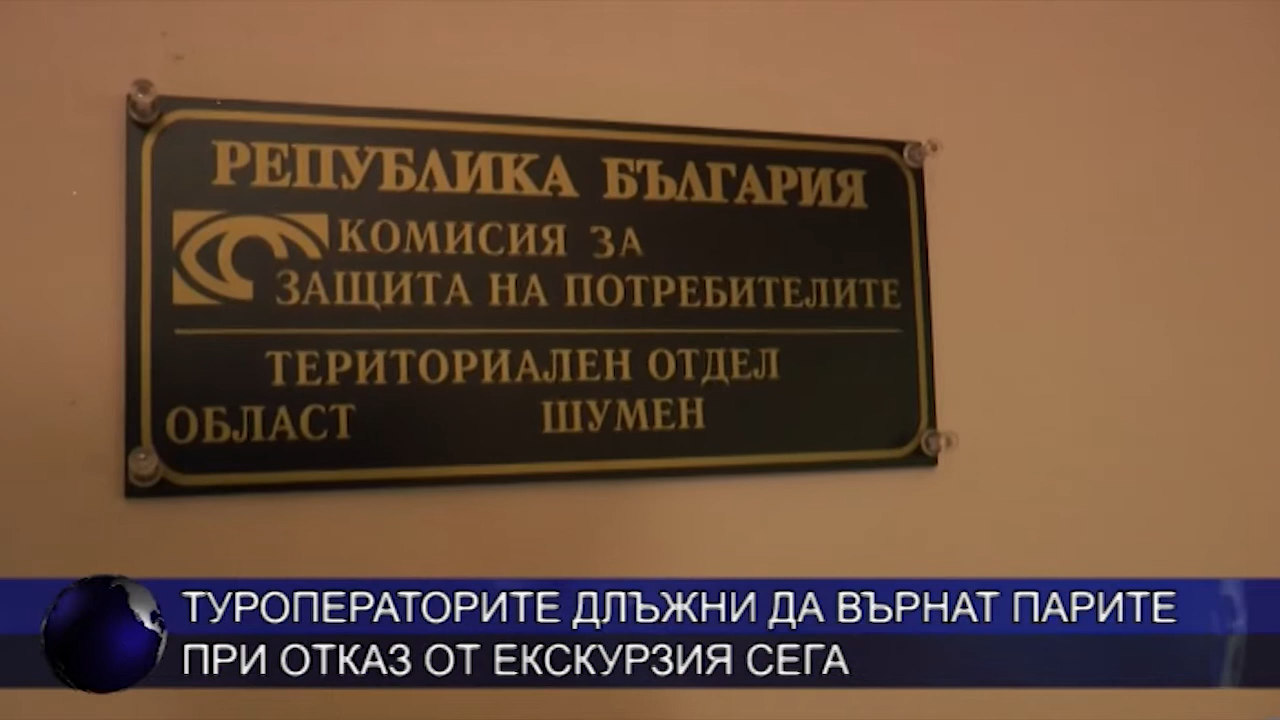 РЕПУБЛИКА БЪЛГАРИЯ
КОМИСИЯ ЗА
ЗАЩИТА НА ПОТРЕБИТЕЛИТЕ
ТЕРИТОРИАЛЕН ОТДЕЛ
ОБЛАСТ ШУМЕН
ТУРОПЕРАТОРИТЕ ДЛЪЖНИ ДА ВЪРНАТ ПАРИТЕ
ПРИ ОТКАЗ ОТ ЕКСКУРЗИЯ СЕГА